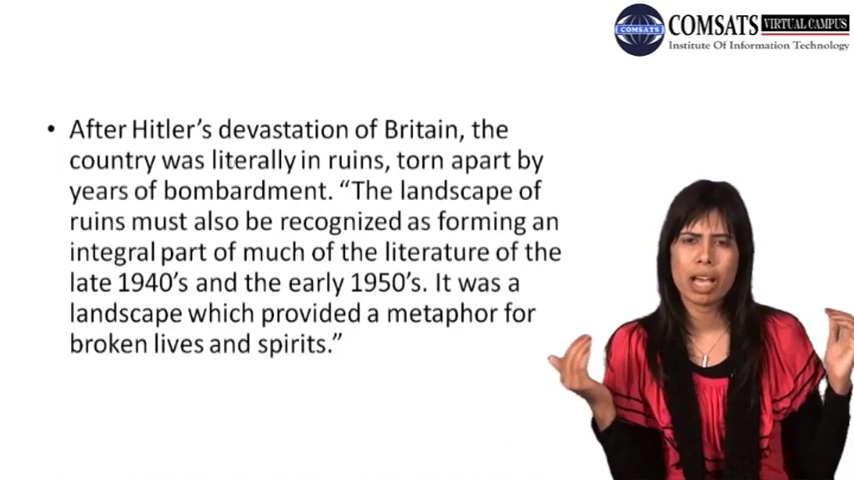 COMSATS
COMSATS VIRTUAL CAMPUS
Institute Of Information Technology
• After Hitler’s devastation of Britain, the
country was literally in ruins, torn apart by
years of bombardment. “The landscape of
ruins must also be recognized as forming an
integral part of much of the literature of the
late 1940’s and the early 1950’s. It was a
landscape which provided a metaphor for
broken lives and spirits.”